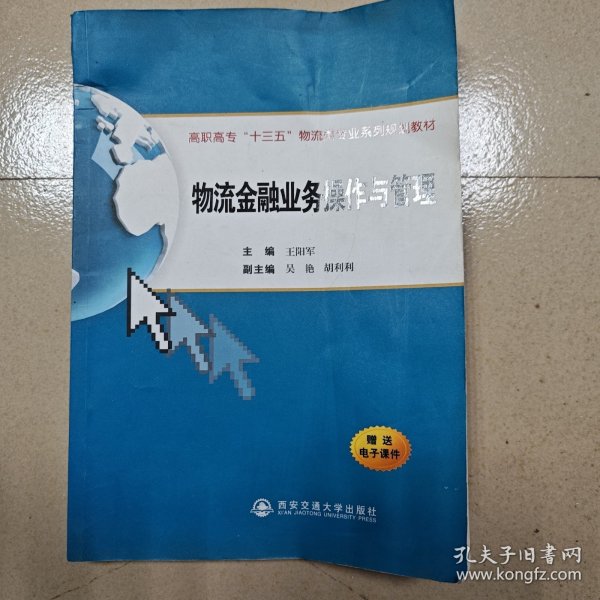 高职高专“十三五”物流类专业系列规划教材
物流金融业务操作与管理
主 编 王阳军
副主编 吴 艳 胡利利
赠 送
电子课件
西安交通大学出版社
XI'AN JIAOTONG UNIVERSITY PRESS
孔夫子旧书网
www.kongfz.com